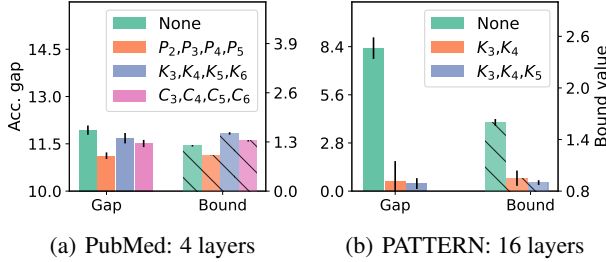 None
P2,P3,P4,P5
K3,K4,K5,K6
C3,C4,C5,C6
Acc. gap
14.5
13.0
11.5
10.0
3.9
2.6
1.3
0.0
Gap Bound
(a) PubMed: 4 layers
None
K3,K4
K3,K4,K5
8.4
5.6
2.8
0.0
2.6
1.7
0.8
Bound value
Gap Bound
(b) PATTERN: 16 layers